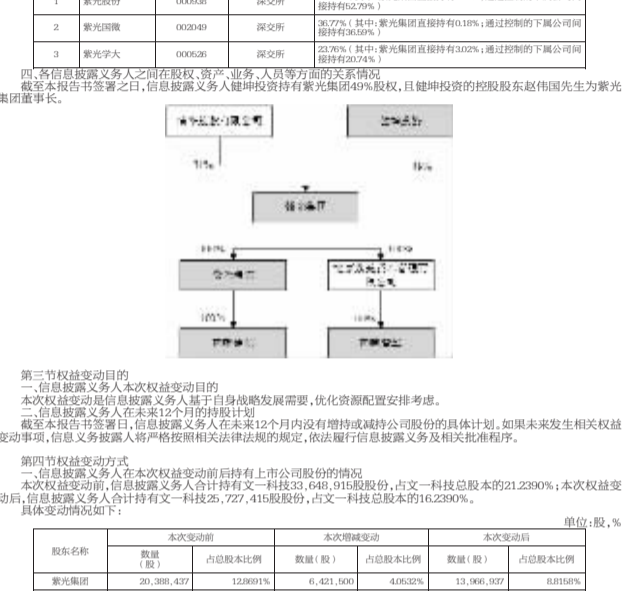 1 紫光股份 000938 深交所
接持有52.79%）
2 紫光国微 002049 深交所 36.77%（其中：紫光集团直接持有0.18%；通过控制的下属公司间
接持有36.59%）
3 紫光学大 000526 深交所 23.76%（其中：紫光集团直接持有3.02%；通过控制的下属公司间
接持有20.74%）
四、各信息披露义务人之间在股权、资产、业务、人员等方面的关系情况
截至本报告书签署之日，信息披露义务人健坤投资持有紫光集团49%股权，且健坤投资的控股股东赵伟国先生为紫光
集团董事长。
第三节权益变动目的
一、信息披露义务人本次权益变动目的
本次权益变动是信息披露义务人基于自身战略发展需要，优化资源配置安排考虑。
二、信息披露义务人在未来12个月的持股计划
截至本报告书签署日，信息披露义务人在未来12个月内没有增持或减持公司股份的具体计划。如果未来发生相关权益
变动事项，信息义务披露人将严格按照相关法律法规的规定，依法履行信息披露义务及相关批准程序。
第四节权益变动方式
一、信息披露义务人在本次权益变动前后持有上市公司股份的情况
本次权益变动前，信息披露义务人合计持有文一科技33,648,915股股份，占文一科技总股本的21.2390%；本次权益变
动后，信息披露义务人合计持有文一科技25,727,415股股份，占文一科技总股本的16.2390%。
具体变动情况如下：
单位：股，%
股东名称 本次变动前 本次增减变动 本次变动后
数量（股） 占总股本比例 数量（股） 占总股本比例 数量（股） 占总股本比例
紫光集团 20,388,437 12.8691% 6,421,500 4.0532% 13,966,937 8.8158%